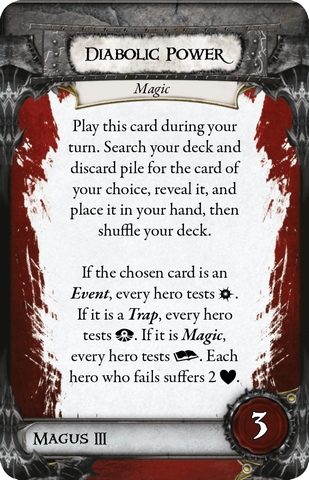 DIABOLIC POWER
Magic
Play this card during your
turn. Search your deck and
discard pile for the card of
your choice, reveal it, and
place it in your hand, then
shuffle your deck.
If the chosen card is an
Event, every hero tests .
If it is a Trap, every hero
tests . If it is Magic,
every hero tests . Each
hero who fails suffers 2 ♥.
3
MAGUS III